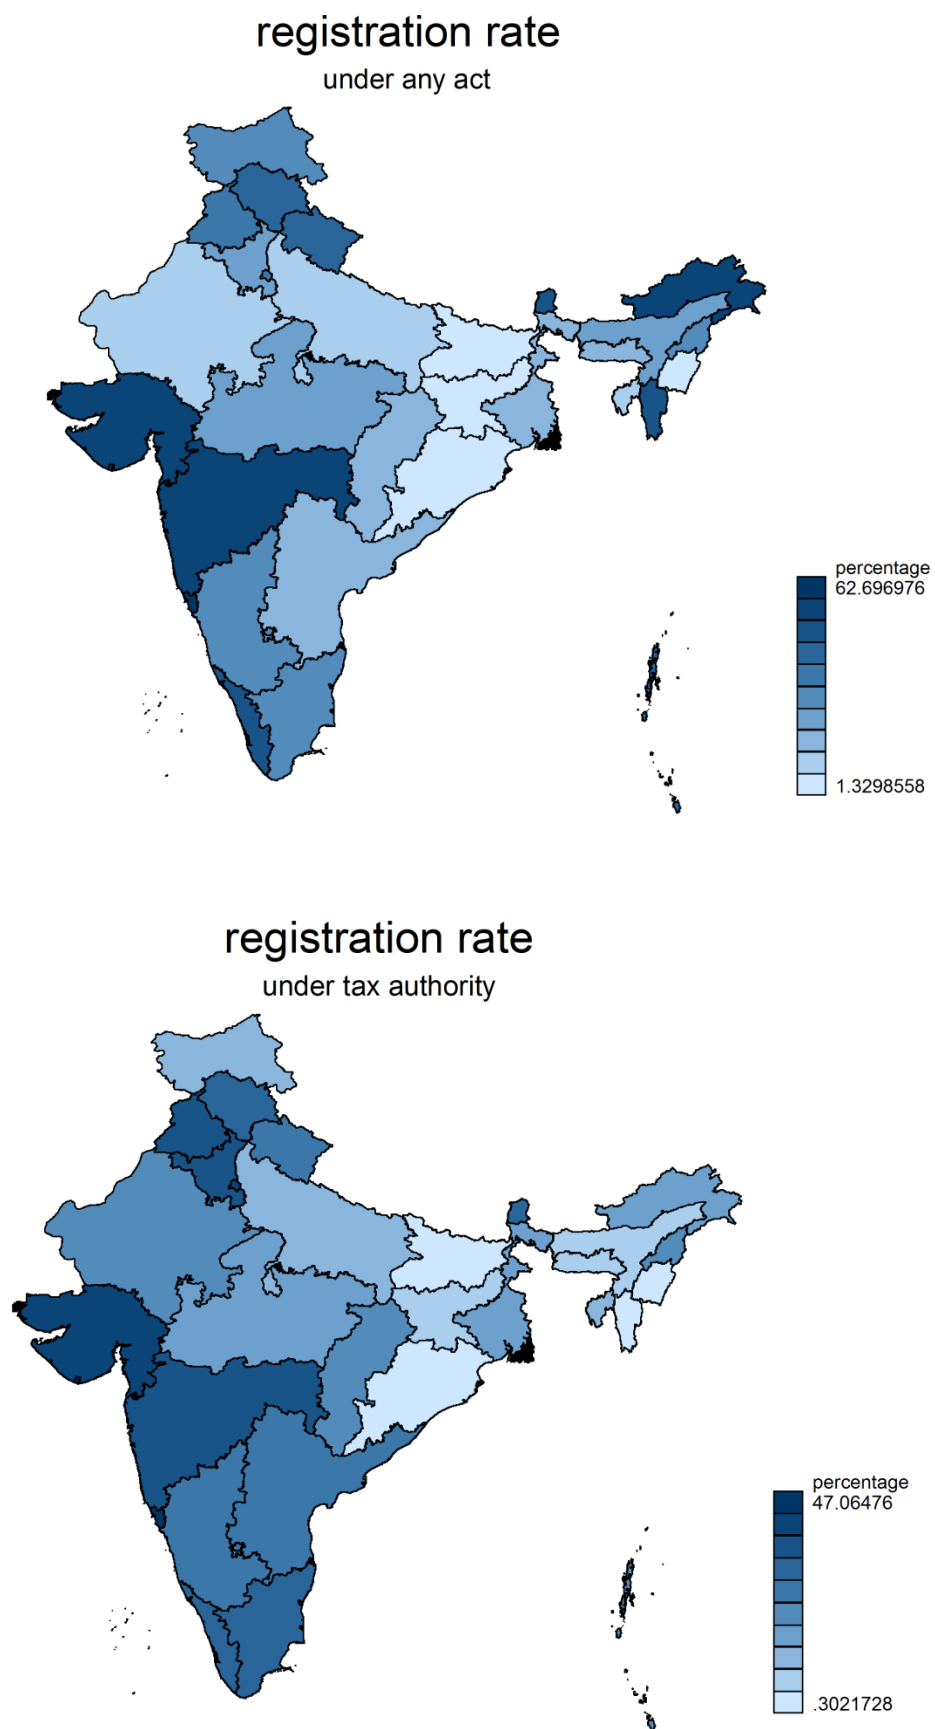 registration rate
under any act
percentage
62.696976
1.3298558
registration rate
under tax authority
percentage
47.06476
.3021728